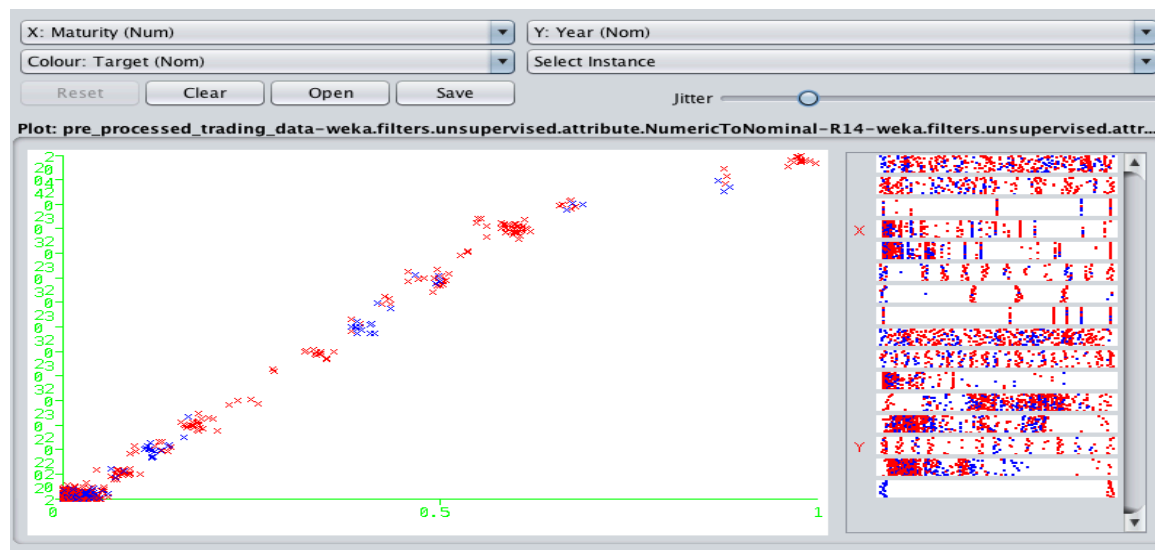 X: Maturity (Num)
Y: Year (Nom)
Colour: Target (Nom)
Select Instance
Reset
Clear
Open
Save
Jitter
Plot: pre_processed_trading_data-weka.filters.unsupervised.attribute.NumericToNominal-R14-weka.filters.unsupervised.attr...
X
Y
0
0.5
1